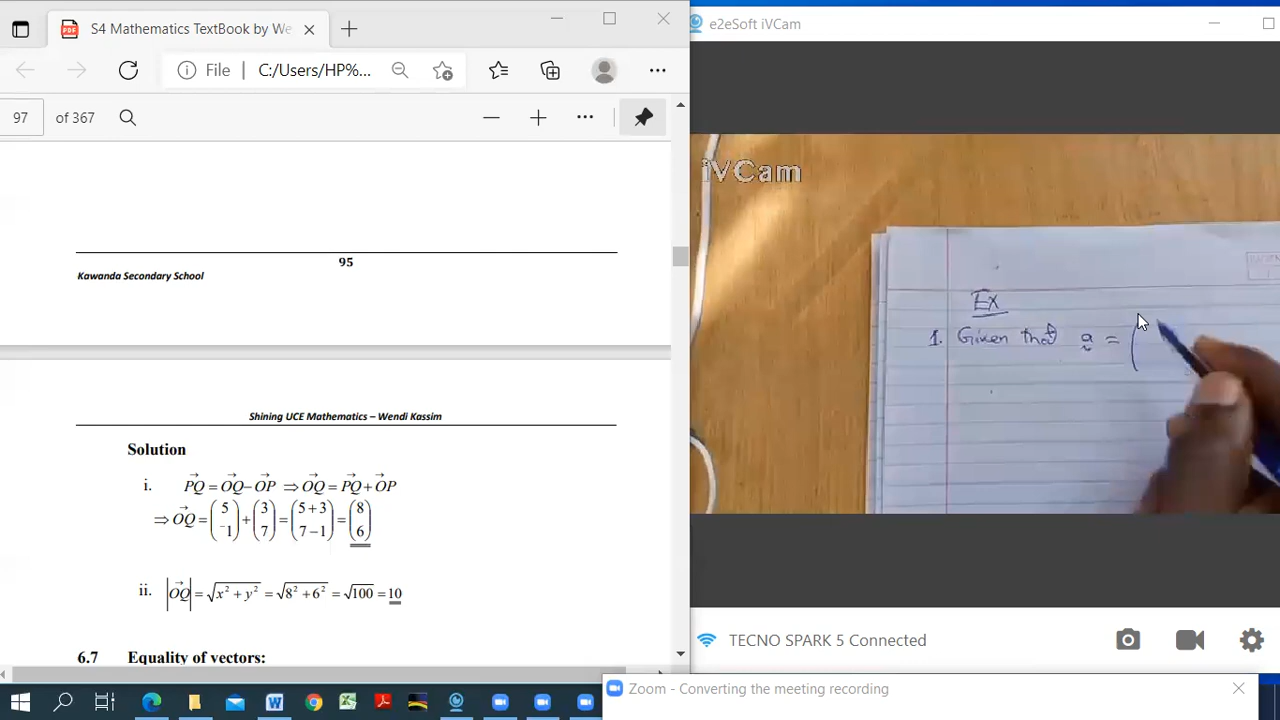 S4 Mathematics TextBook by We
File
C:/Users/HP%...
97 of 367
95
Kawanda Secondary School
Shining UCE Mathematics – Wendi Kassim
Solution
i. PQ⃗ = OQ⃗ − OP⃗ ⇒ OQ⃗ = PQ⃗ + OP⃗
⇒ OQ⃗ = (5 ⁻1) + (3 7) = (5 + 3 7 − 1) = (8 6)
ii. |OQ⃗| = √x² + y² = √8² + 6² = √100 = 10
6.7 Equality of vectors:
e2eSoft iVCam
iVCam
Ex
1. Given that a = (
TECNO SPARK 5 Connected
Zoom - Converting the meeting recording